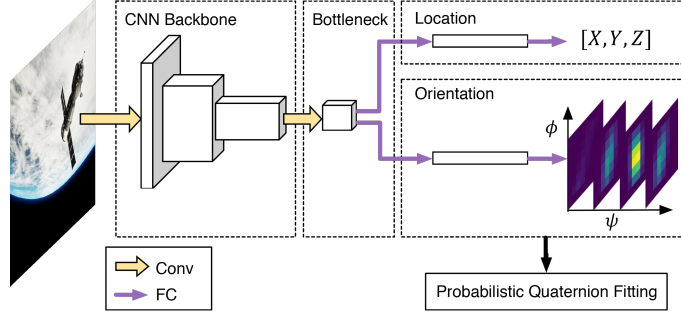 CNN Backbone
Bottleneck
Location
[X, Y, Z]
Orientation
ϕ
ψ
Conv
FC
Probabilistic Quaternion Fitting